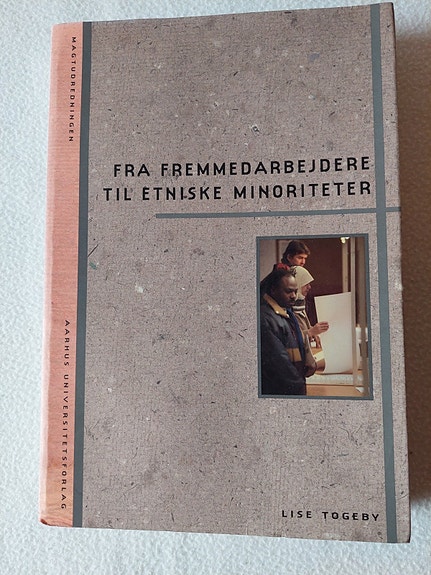 MAGTUDREDNINGEN
FRA FREMMEDARBEJDERE
TIL ETNISKE MINORITETER
AARHUS UNIVERSITETSFORLAG
LISE TOGEBY